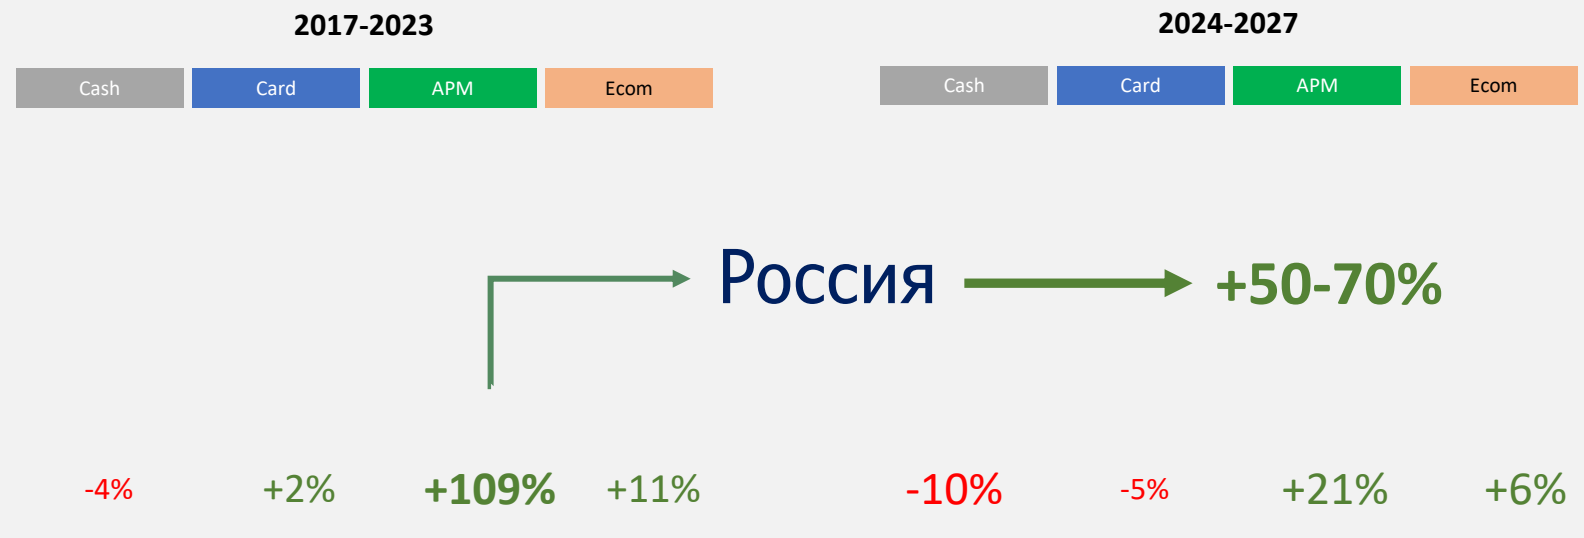 2017-2023
2024-2027
Cash Card APM Ecom
Cash Card APM Ecom
Россия +50-70%
-4% +2% +109% +11%
-10% -5% +21% +6%